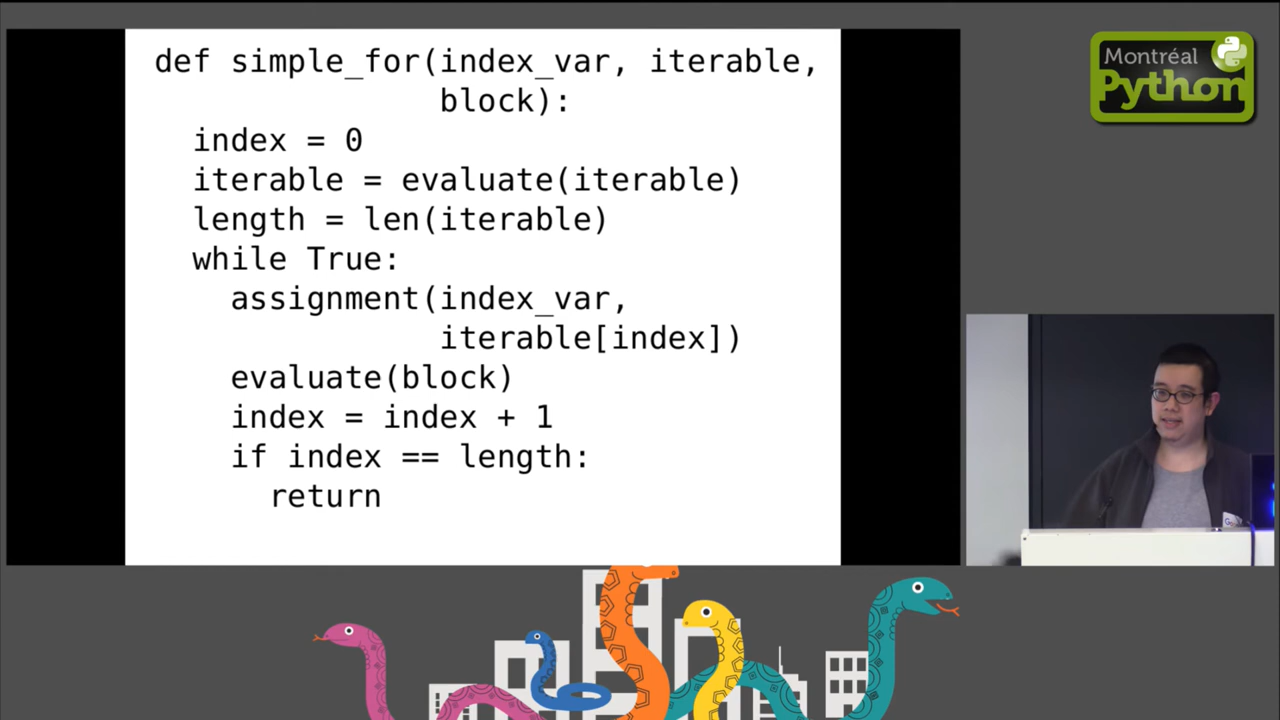 def simple_for(index_var, iterable,
block):
index = 0
iterable = evaluate(iterable)
length = len(iterable)
while True:
assignment(index_var,
iterable[index])
evaluate(block)
index = index + 1
if index == length:
return
Montréal
Python